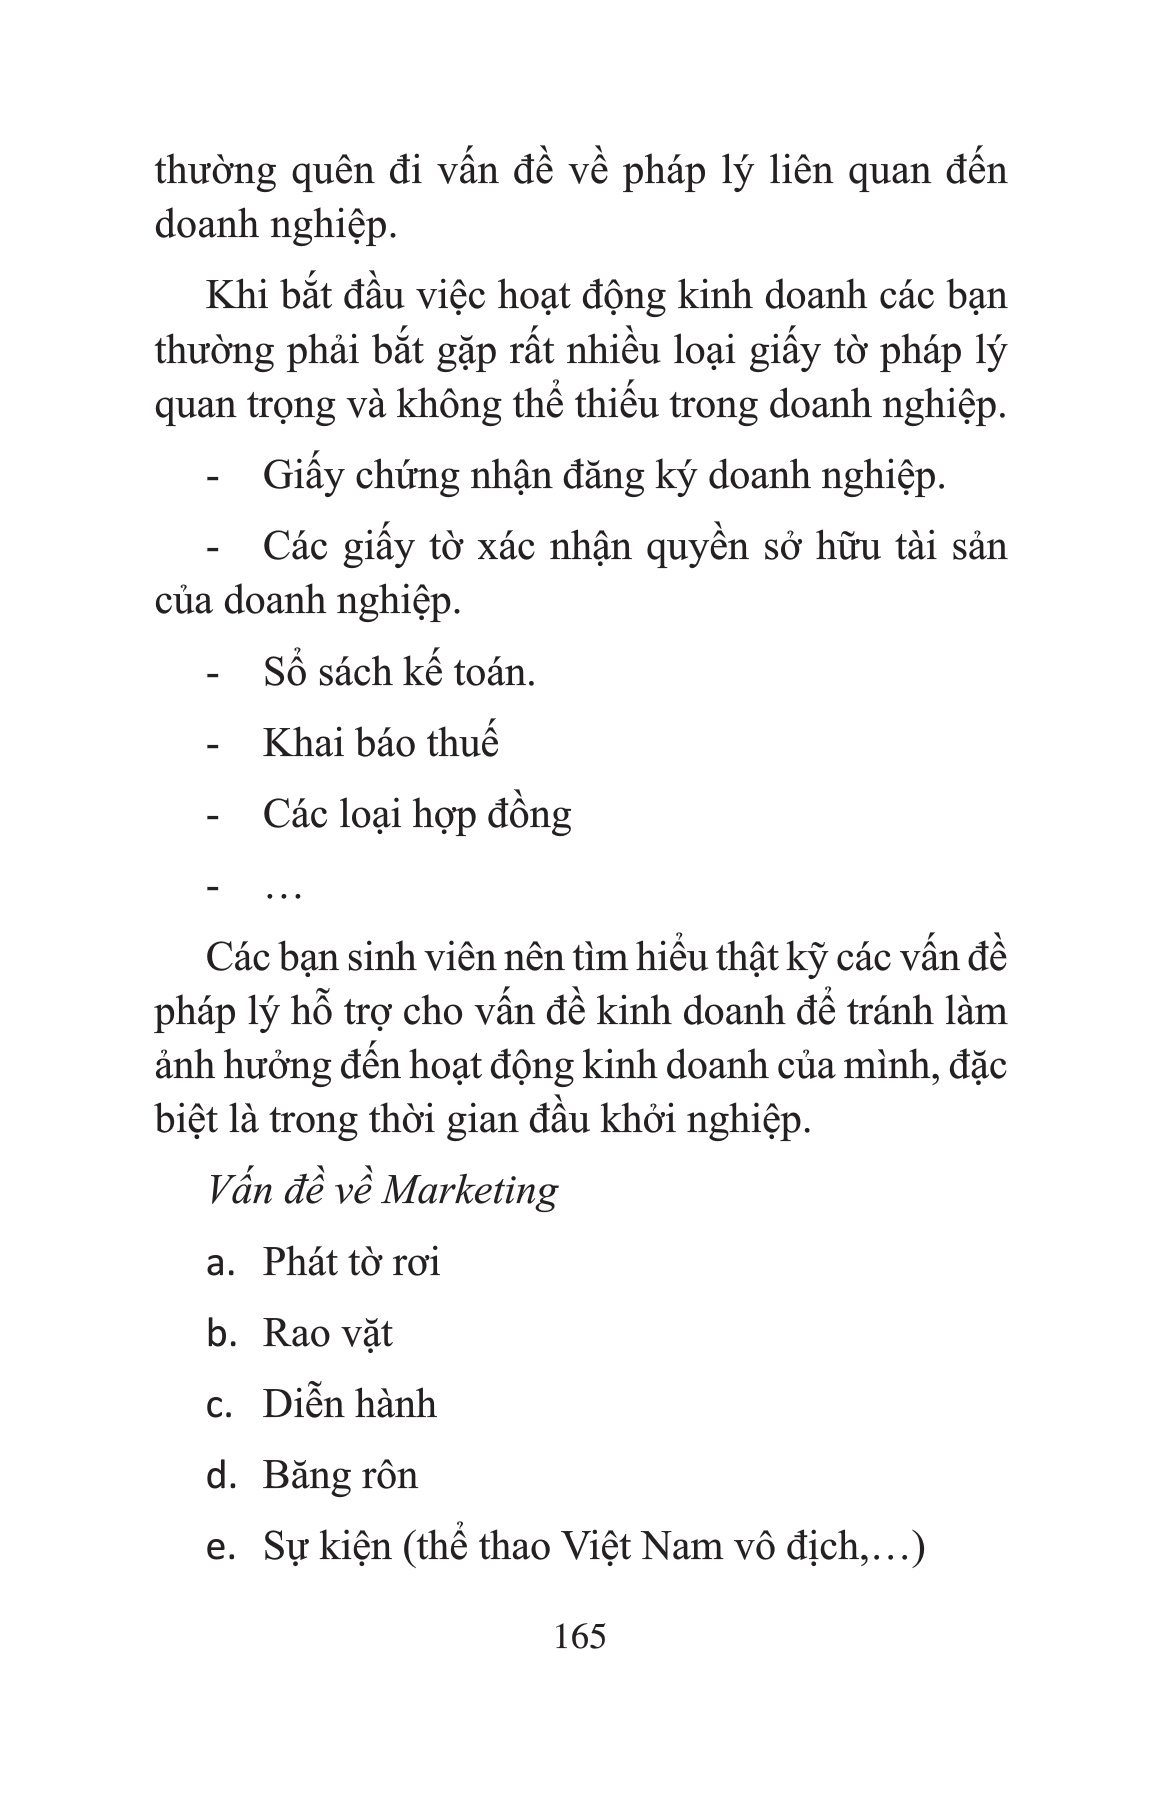 thường quên đi vấn đề về pháp lý liên quan đến
doanh nghiệp.
Khi bắt đầu việc hoạt động kinh doanh các bạn
thường phải bắt gặp rất nhiều loại giấy tờ pháp lý
quan trọng và không thể thiếu trong doanh nghiệp.
- Giấy chứng nhận đăng ký doanh nghiệp.
- Các giấy tờ xác nhận quyền sở hữu tài sản
của doanh nghiệp.
- Sổ sách kế toán.
- Khai báo thuế
- Các loại hợp đồng
- …
Các bạn sinh viên nên tìm hiểu thật kỹ các vấn đề
pháp lý hỗ trợ cho vấn đề kinh doanh để tránh làm
ảnh hưởng đến hoạt động kinh doanh của mình, đặc
biệt là trong thời gian đầu khởi nghiệp.
Vấn đề về Marketing
a. Phát tờ rơi
b. Rao vặt
c. Diễn hành
d. Băng rôn
e. Sự kiện (thể thao Việt Nam vô địch,…)
165